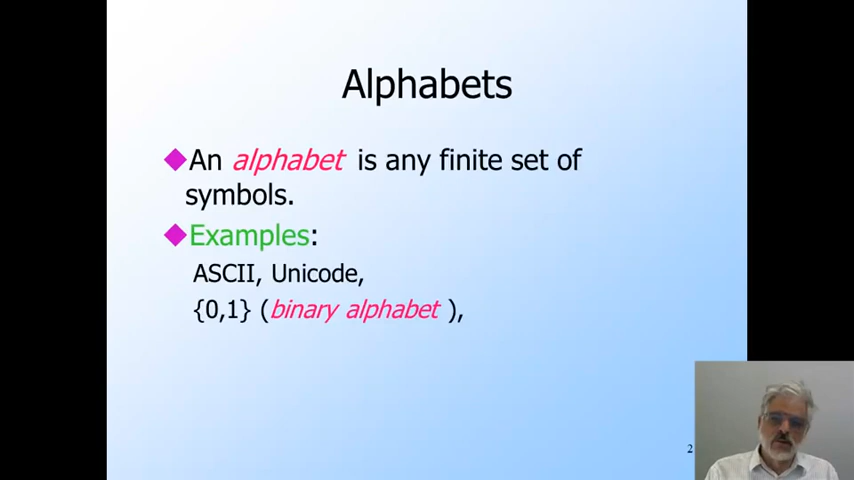 Alphabets
An alphabet is any finite set of
symbols.
Examples:
ASCII, Unicode,
{0,1} (binary alphabet ),
2